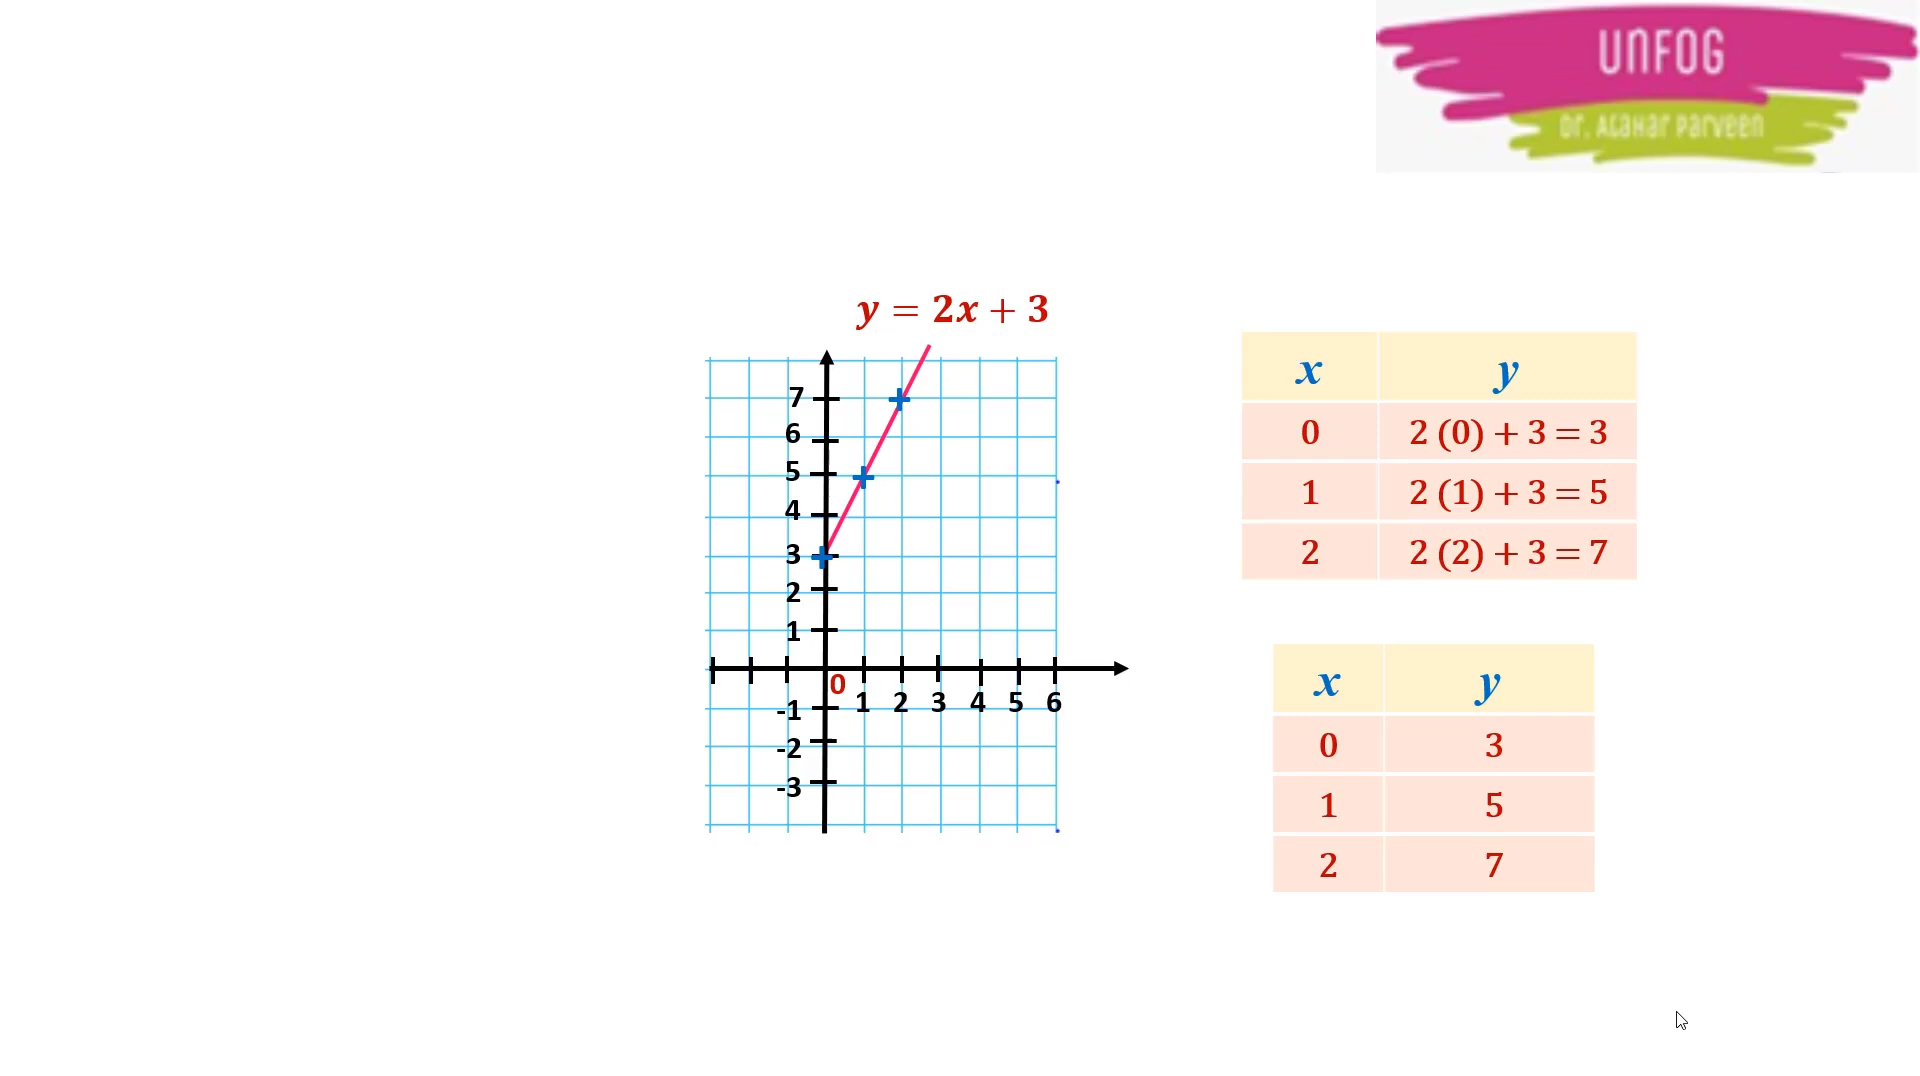 UNFOG
Dr. Atahar Parveen
y = 2x + 3
7
6
5
4
3
2
1
0
1 2 3 4 5 6
-1
-2
-3
x y
0 2 (0) + 3 = 3
1 2 (1) + 3 = 5
2 2 (2) + 3 = 7
x y
0 3
1 5
2 7